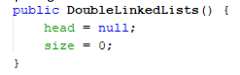 public DoubleLinkedLists() {
    head = null;
    size = 0;
}